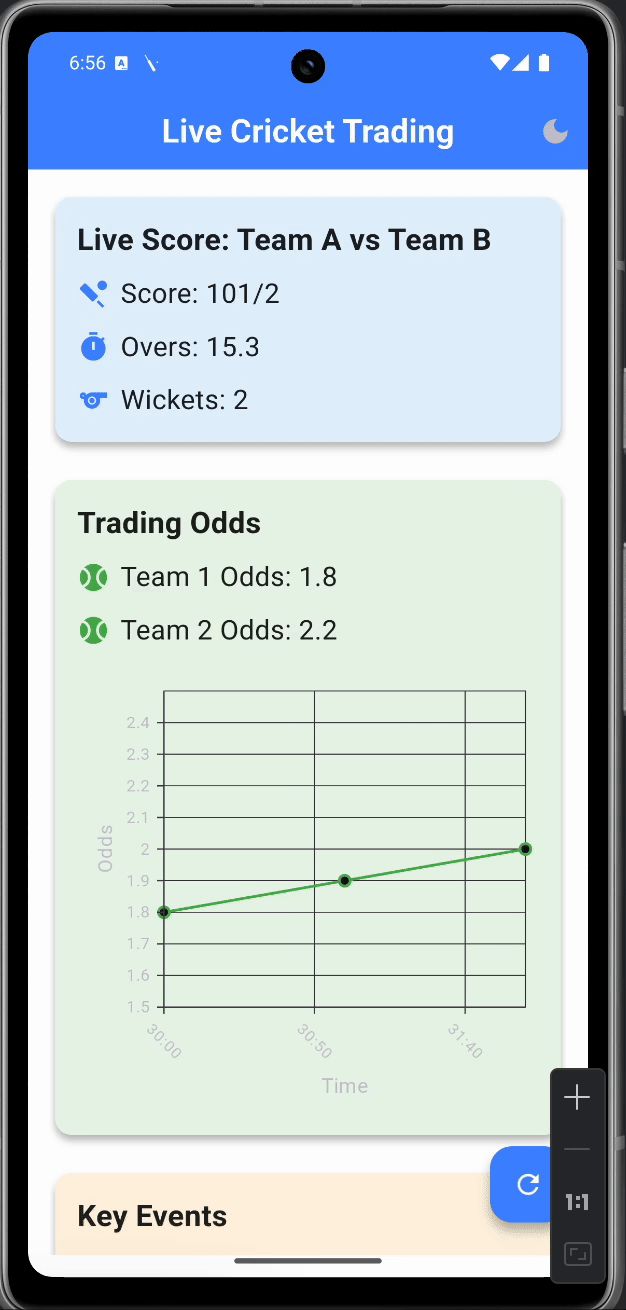 6:56 A
Live Cricket Trading
Live Score: Team A vs Team B
Score: 101/2
Overs: 15.3
Wickets: 2
Trading Odds
Team 1 Odds: 1.8
Team 2 Odds: 2.2
2.4
2.3
2.2
2.1
2
1.9
1.8
1.7
1.6
1.5
Odds
30:00
30:50
31:40
Time
Key Events
1:1